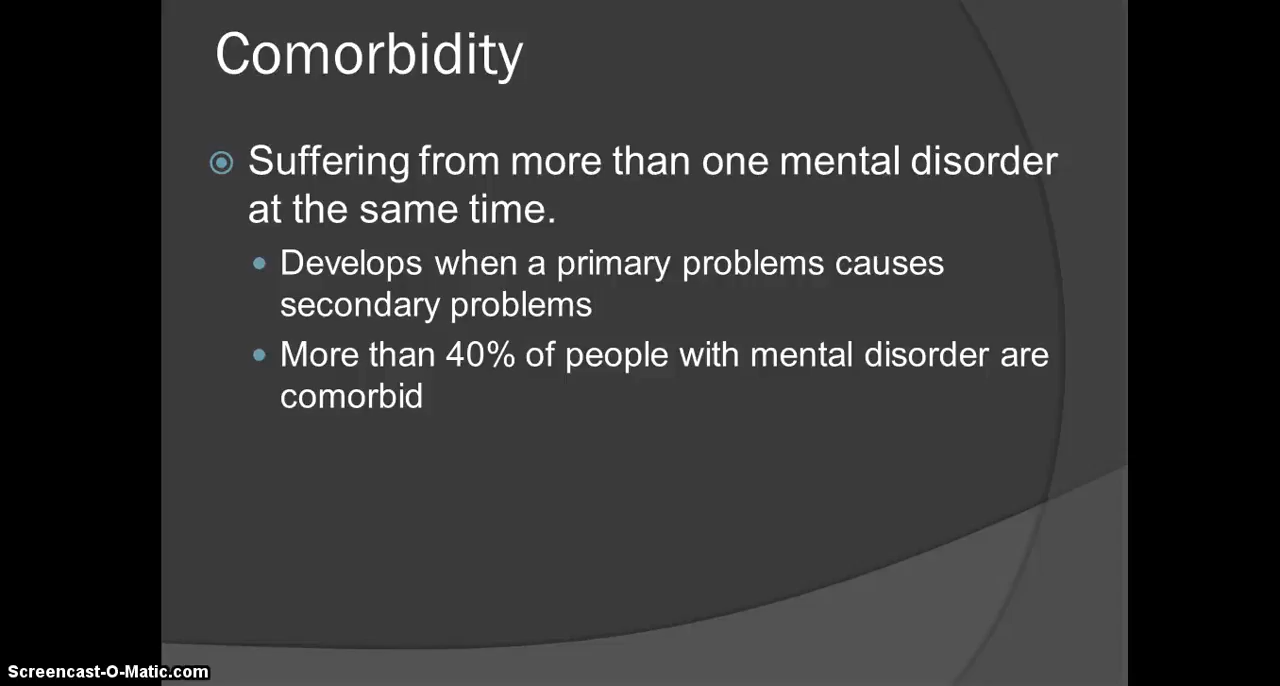 Comorbidity
Suffering from more than one mental disorder
at the same time.
Develops when a primary problems causes
secondary problems
More than 40% of people with mental disorder are
comorbid
Screencast-O-Matic.com